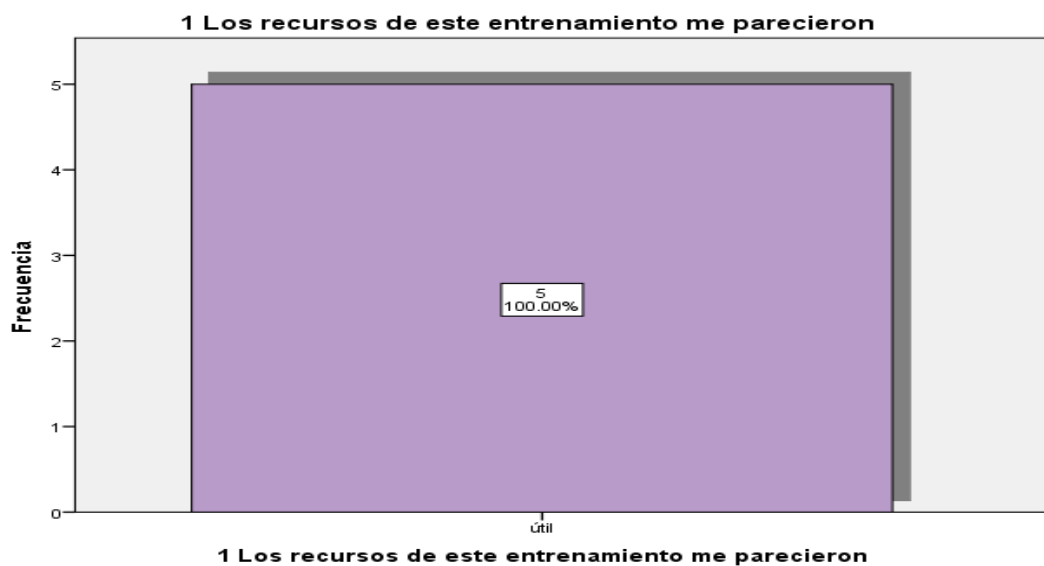 1 Los recursos de este entrenamiento me parecieron
Frecuencia
5
4
3
2
1
0
5
100.00%
útil
1 Los recursos de este entrenamiento me parecieron